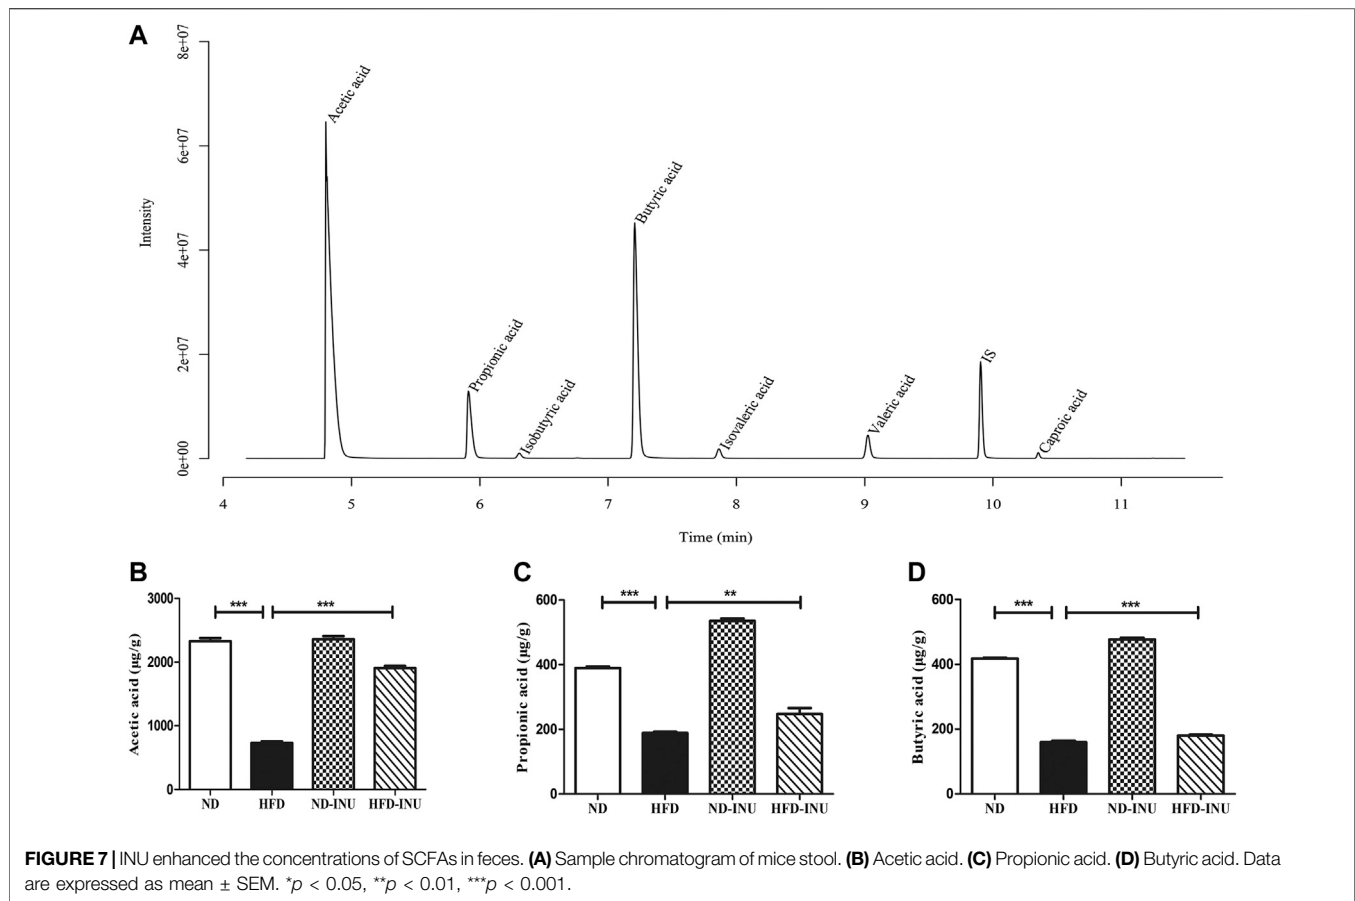 A
8e+07
6e+07
4e+07
2e+07
0e+00
Intensity
Acetic acid
Propionic acid
Isobutyric acid
Butyric acid
Isovaleric acid
Valeric acid
IS
Caproic acid
4 5 6 7 8 9 10 11
Time (min)
B
***
***
3000
2000
1000
0
Acetic acid (µg/g)
ND HFD ND-INU HFD-INU
C
***
**
600
400
200
0
Propionic acid (µg/g)
ND HFD ND-INU HFD-INU
D
***
***
600
400
200
0
Butyric acid (µg/g)
ND HFD ND-INU HFD-INU
FIGURE 7 | INU enhanced the concentrations of SCFAs in feces. (A) Sample chromatogram of mice stool. (B) Acetic acid. (C) Propionic acid. (D) Butyric acid. Data
are expressed as mean ± SEM. *p < 0.05, **p < 0.01, ***p < 0.001.